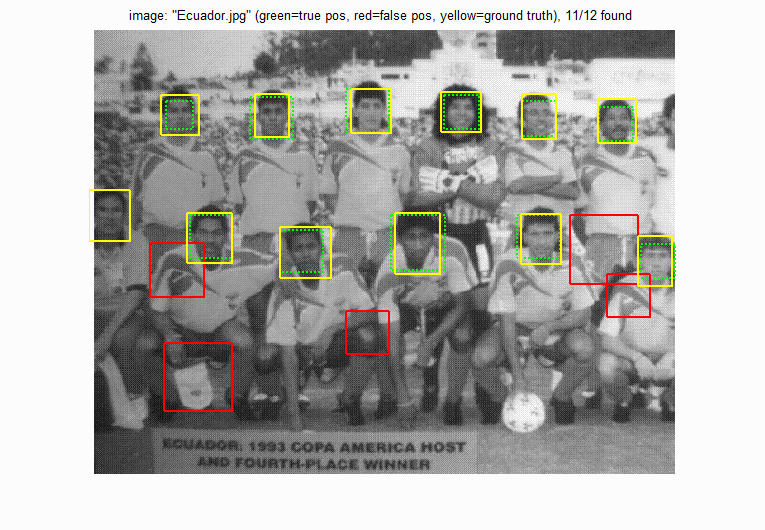 image: "Ecuador.jpg" (green=true pos, red=false pos, yellow=ground truth), 11/12 found
ECUADOR: 1993 COPA AMERICA HOST
AND FOURTH-PLACE WINNER